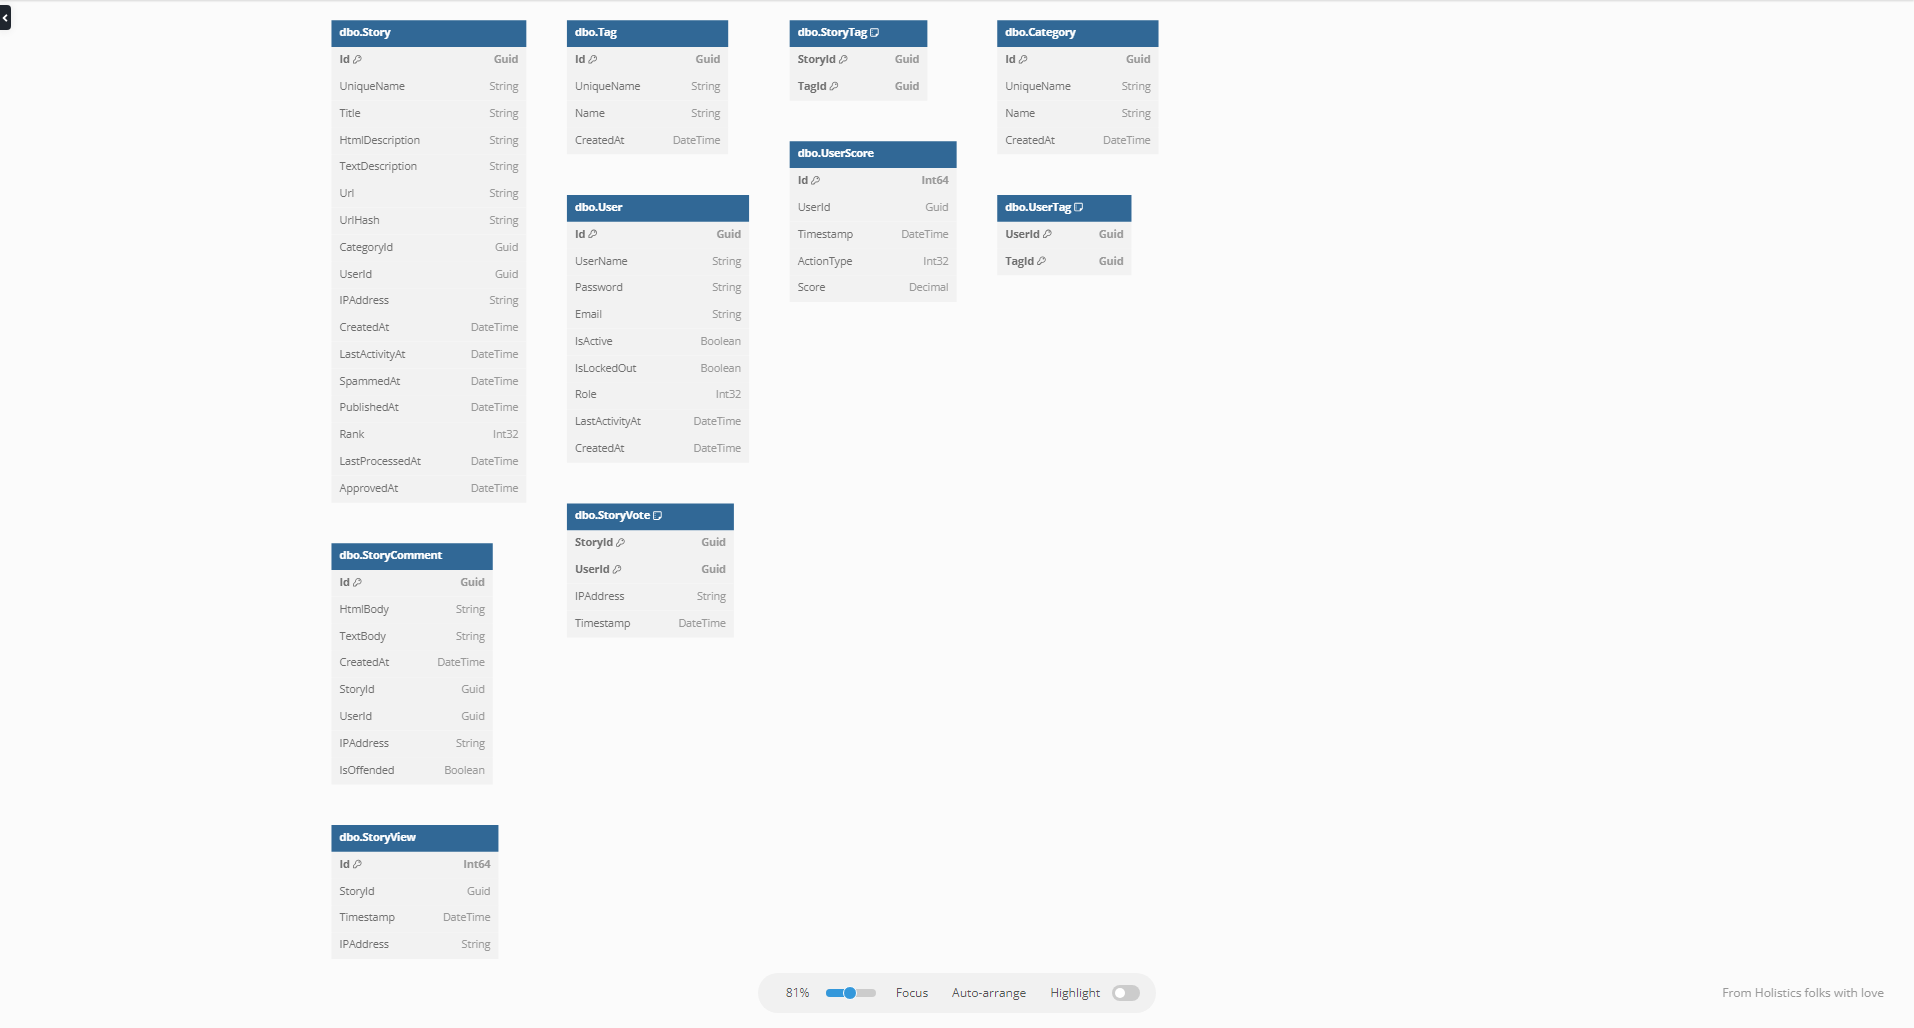 dbo.Story
Id Guid
UniqueName String
Title String
HtmlDescription String
TextDescription String
Url String
UrlHash String
CategoryId Guid
UserId Guid
IPAddress String
CreatedAt DateTime
LastActivityAt DateTime
SpammedAt DateTime
PublishedAt DateTime
Rank Int32
LastProcessedAt DateTime
ApprovedAt DateTime
dbo.StoryComment
Id Guid
HtmlBody String
TextBody String
CreatedAt DateTime
StoryId Guid
UserId Guid
IPAddress String
IsOffended Boolean
dbo.StoryView
Id Int64
StoryId Guid
Timestamp DateTime
IPAddress String
dbo.Tag
Id Guid
UniqueName String
Name String
CreatedAt DateTime
dbo.User
Id Guid
UserName String
Password String
Email String
IsActive Boolean
IsLockedOut Boolean
Role Int32
LastActivityAt DateTime
CreatedAt DateTime
dbo.StoryVote
StoryId Guid
UserId Guid
IPAddress String
Timestamp DateTime
dbo.StoryTag
StoryId Guid
TagId Guid
dbo.UserScore
Id Int64
UserId Guid
Timestamp DateTime
ActionType Int32
Score Decimal
dbo.Category
Id Guid
UniqueName String
Name String
CreatedAt DateTime
dbo.UserTag
UserId Guid
TagId Guid
81% Focus Auto-arrange Highlight
From Holistics folks with love